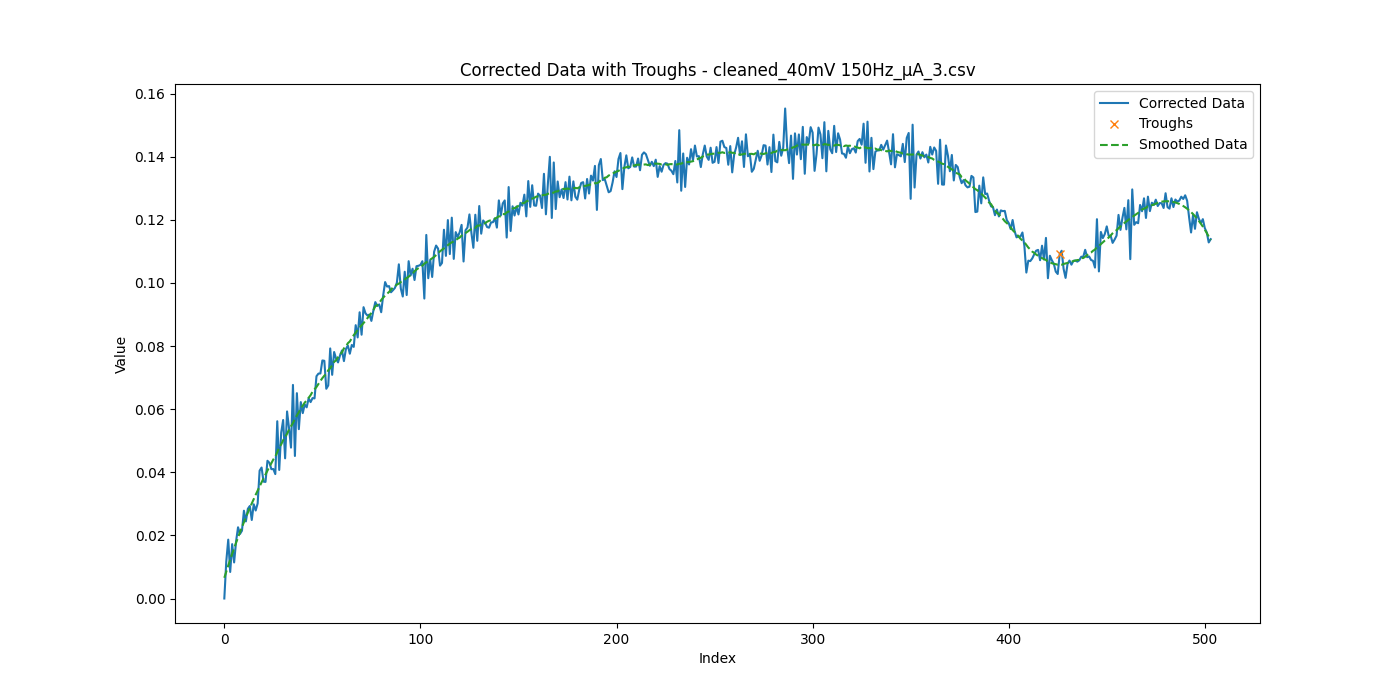 Corrected Data with Troughs - cleaned_40mV 150Hz_μA_3.csv
Corrected Data
Troughs
Smoothed Data
0.16
0.14
0.12
0.10
0.08
0.06
0.04
0.02
0.00
Value
0 100 200 300 400 500
Index